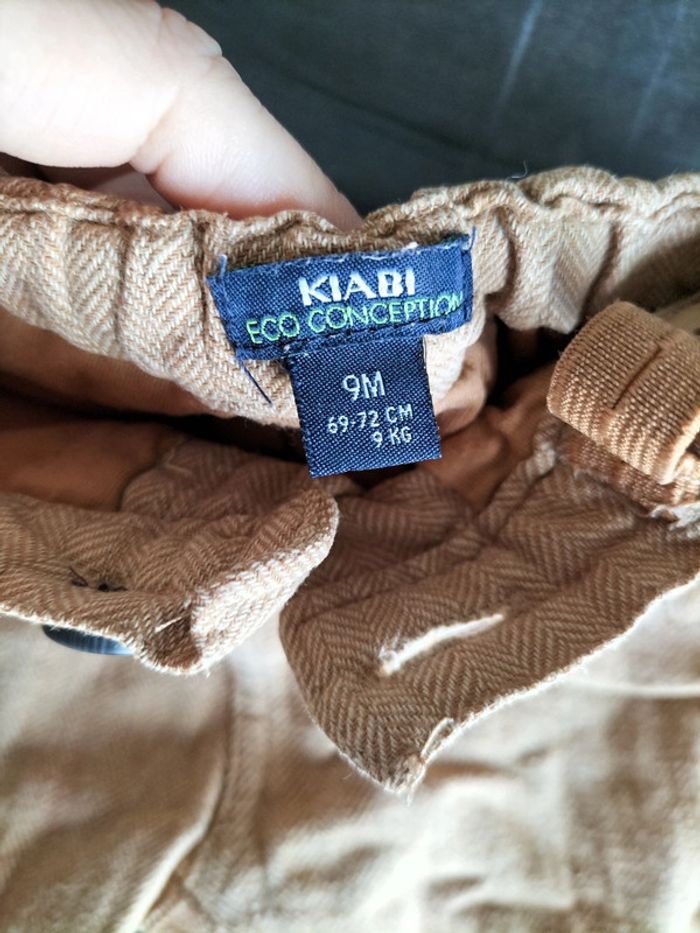 KIABI
ECO CONCEPTION
9M
69-72 CM
9 KG